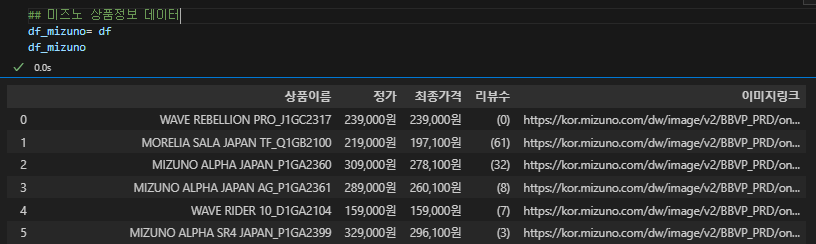 ## 미즈노 상품정보 데이터
df_mizuno= df
df_mizuno
0.0s
상품이름 정가 최종가격 리뷰수 이미지링크
0 WAVE REBELLION PRO_J1GC2317 239,000원 239,000원 (0) https://kor.mizuno.com/dw/image/v2/BBVP_PRD/on...
1 MORELIA SALA JAPAN TF_Q1GB2100 219,000원 197,100원 (61) https://kor.mizuno.com/dw/image/v2/BBVP_PRD/on...
2 MIZUNO ALPHA JAPAN_P1GA2360 309,000원 278,100원 (32) https://kor.mizuno.com/dw/image/v2/BBVP_PRD/on...
3 MIZUNO ALPHA JAPAN AG_P1GA2361 289,000원 260,100원 (8) https://kor.mizuno.com/dw/image/v2/BBVP_PRD/on...
4 WAVE RIDER 10_D1GA2104 159,000원 159,000원 (7) https://kor.mizuno.com/dw/image/v2/BBVP_PRD/on...
5 MIZUNO ALPHA SR4 JAPAN_P1GA2399 329,000원 296,100원 (3) https://kor.mizuno.com/dw/image/v2/BBVP_PRD/on...